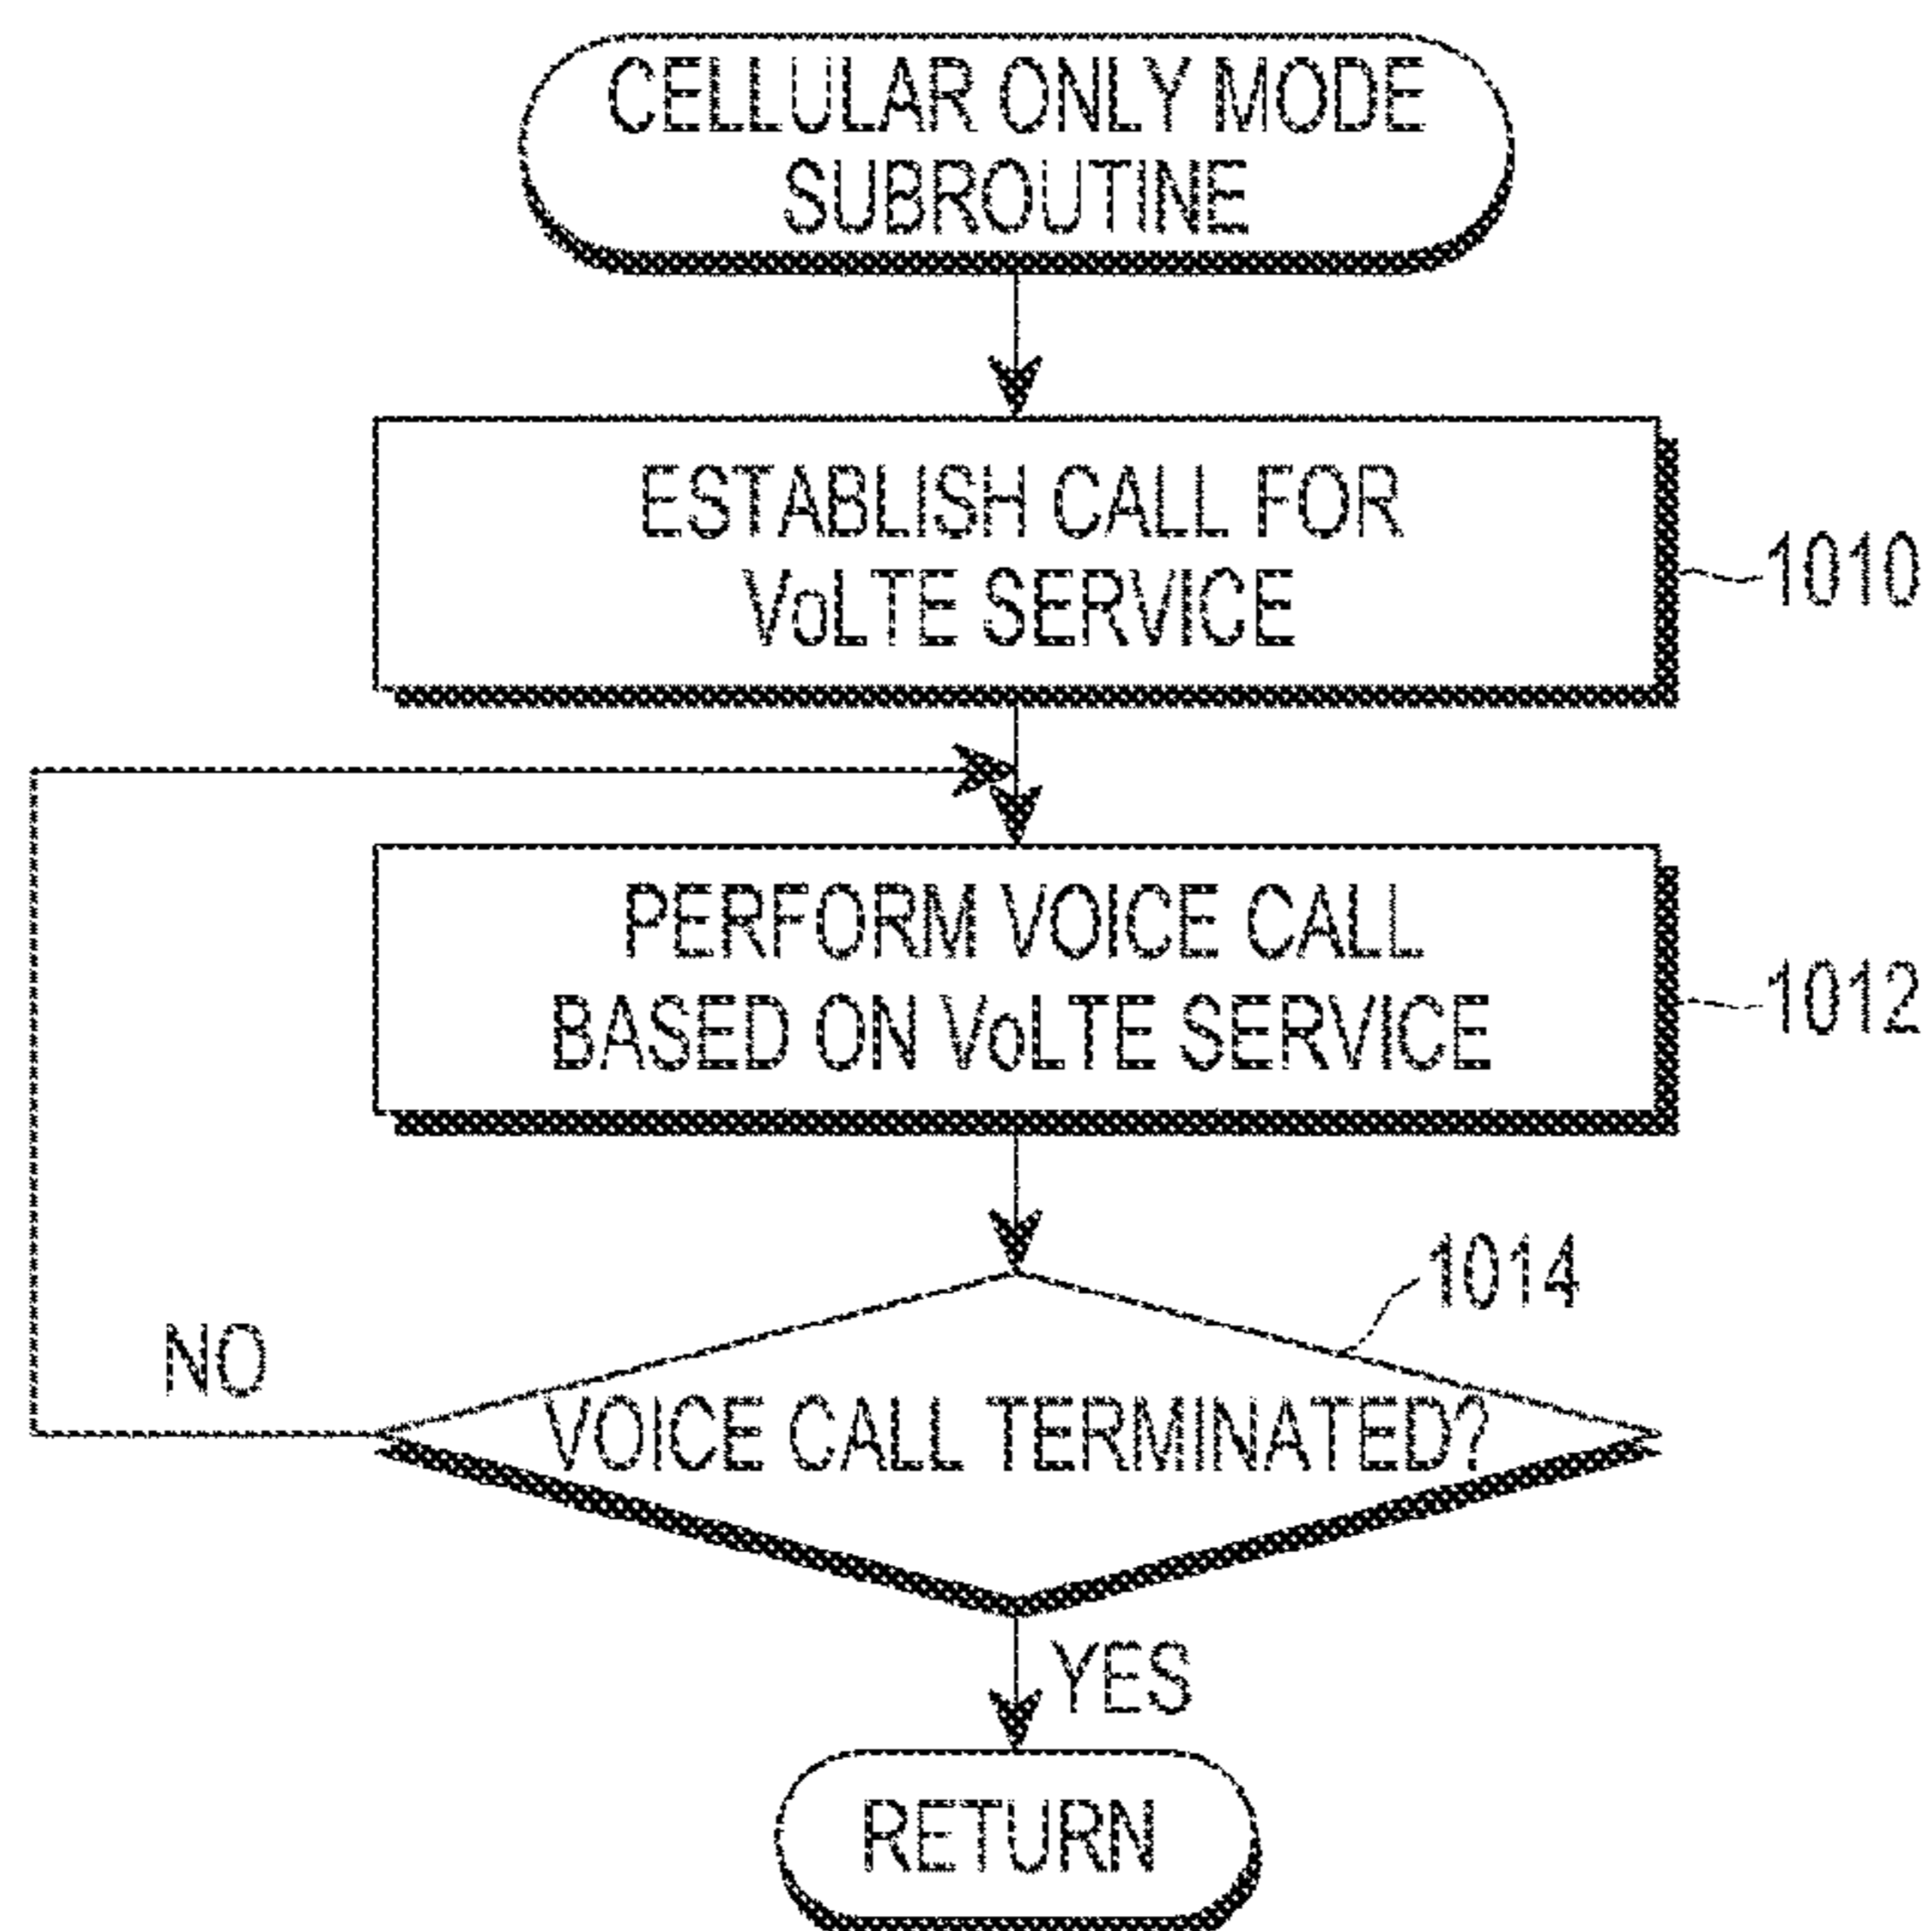 CELLULAR ONLY MODE
SUBROUTINE
ESTABLISH CALL FOR
VoLTE SERVICE
1010
PERFORM VOICE CALL
BASED ON VoLTE SERVICE
1012
1014
NO
VOICE CALL TERMINATED?
YES
RETURN